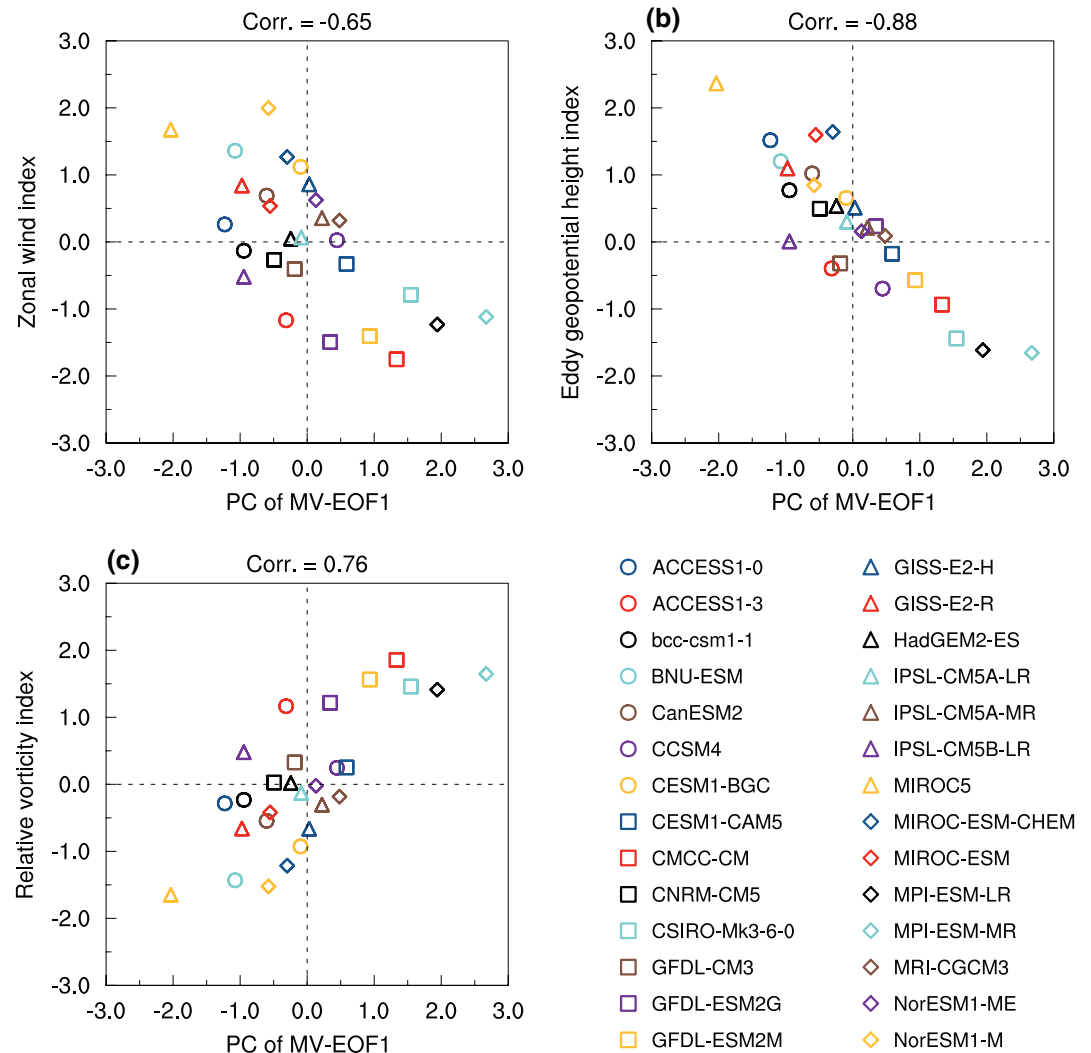 Corr. = -0.65
3.0
2.0
1.0
0.0
-1.0
-2.0
-3.0
Zonal wind index
-3.0 -2.0 -1.0 0.0 1.0 2.0 3.0
PC of MV-EOF1
(b) Corr. = -0.88
3.0
2.0
1.0
0.0
-1.0
-2.0
-3.0
Eddy geopotential height index
-3.0 -2.0 -1.0 0.0 1.0 2.0 3.0
PC of MV-EOF1
(c) Corr. = 0.76
3.0
2.0
1.0
0.0
-1.0
-2.0
-3.0
Relative vorticity index
-3.0 -2.0 -1.0 0.0 1.0 2.0 3.0
PC of MV-EOF1
ACCESS1-0
ACCESS1-3
bcc-csm1-1
BNU-ESM
CanESM2
CCSM4
CESM1-BGC
CESM1-CAM5
CMCC-CM
CNRM-CM5
CSIRO-Mk3-6-0
GFDL-CM3
GFDL-ESM2G
GFDL-ESM2M
GISS-E2-H
GISS-E2-R
HadGEM2-ES
IPSL-CM5A-LR
IPSL-CM5A-MR
IPSL-CM5B-LR
MIROC5
MIROC-ESM-CHEM
MIROC-ESM
MPI-ESM-LR
MPI-ESM-MR
MRI-CGCM3
NorESM1-ME
NorESM1-M